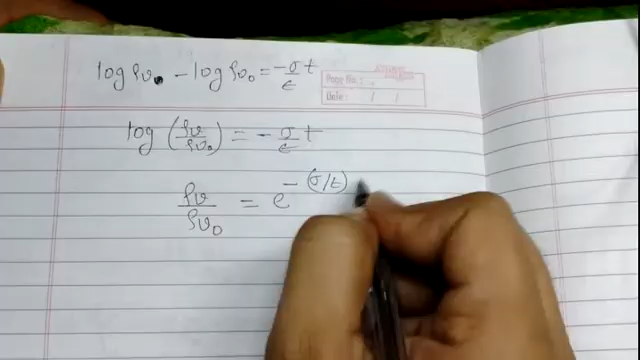 log ρv - log ρv₀ = -σ/ε t
Page No.:
Date: / /
log (ρv/ρv₀) = - σ/ε t
ρv/ρv₀ = e^-(σ/ε)